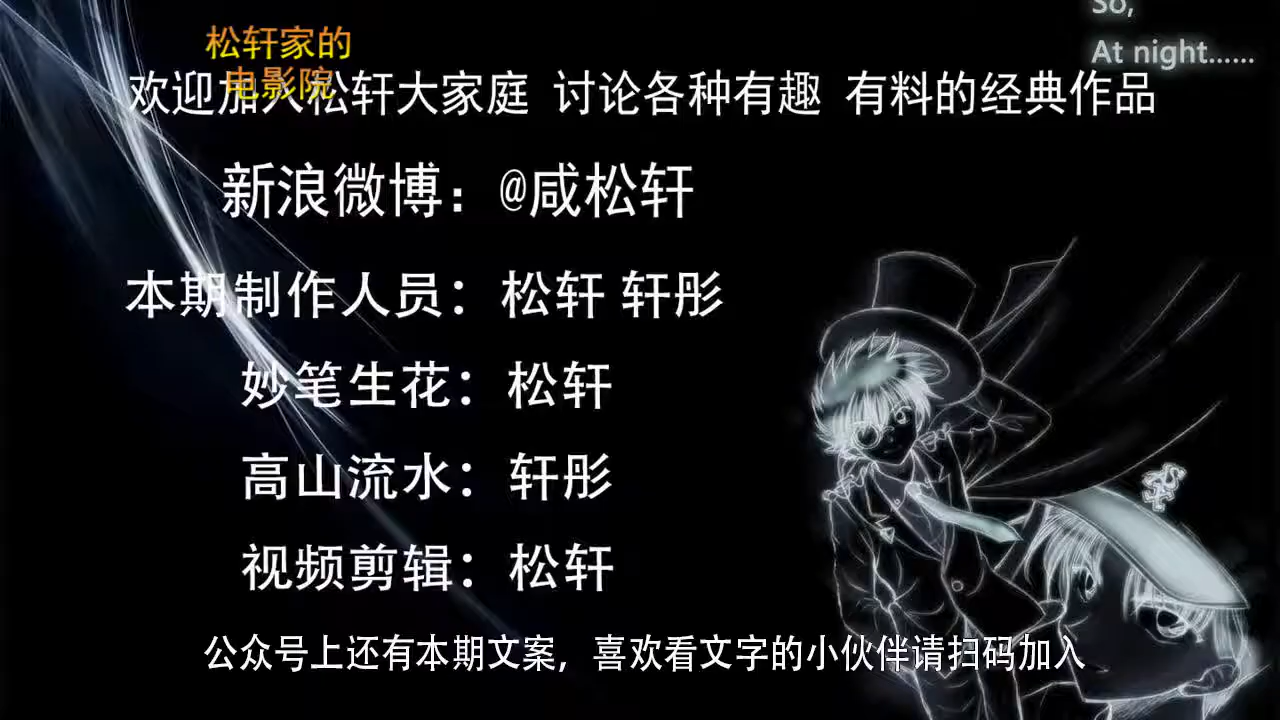 So,
松轩家的
电影院
At night......
欢迎加入松轩大家庭 讨论各种有趣 有料的经典作品
新浪微博：@咸松轩
本期制作人员：松轩 轩彤
妙笔生花：松轩
高山流水：轩彤
视频剪辑：松轩
公众号上还有本期文案，喜欢看文字的小伙伴请扫码加入